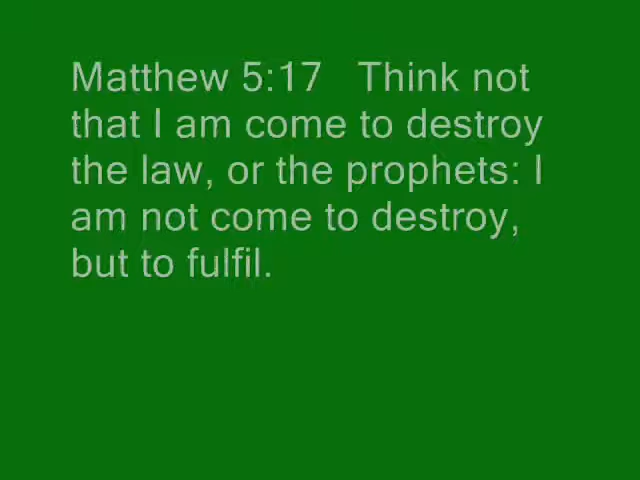 Matthew 5:17   Think not
that I am come to destroy
the law, or the prophets: I
am not come to destroy,
but to fulfil.